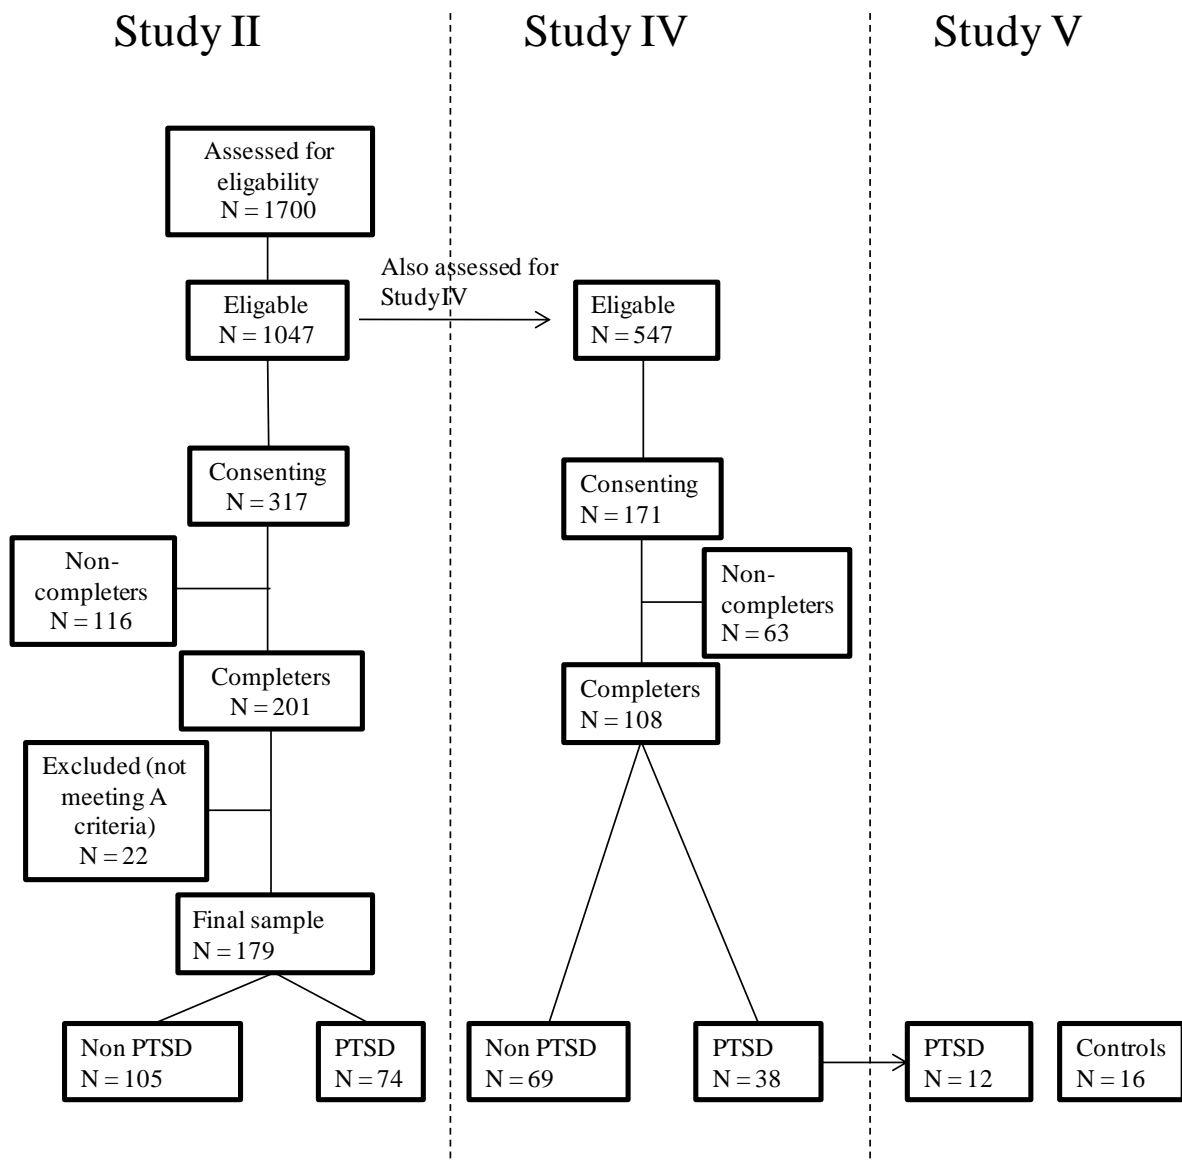 Study II
Study IV
Study V
Assessed for
eligability
N = 1700
Also assessed for
Study IV
Eligable
N = 1047
Eligable
N = 547
Consenting
N = 317
Consenting
N = 171
Non-
completers
N = 116
Non-
completers
N = 63
Completers
N = 201
Completers
N = 108
Excluded (not
meeting A
criteria)
N = 22
Final sample
N = 179
Non PTSD
N = 105
PTSD
N = 74
Non PTSD
N = 69
PTSD
N = 38
PTSD
N = 12
Controls
N = 16